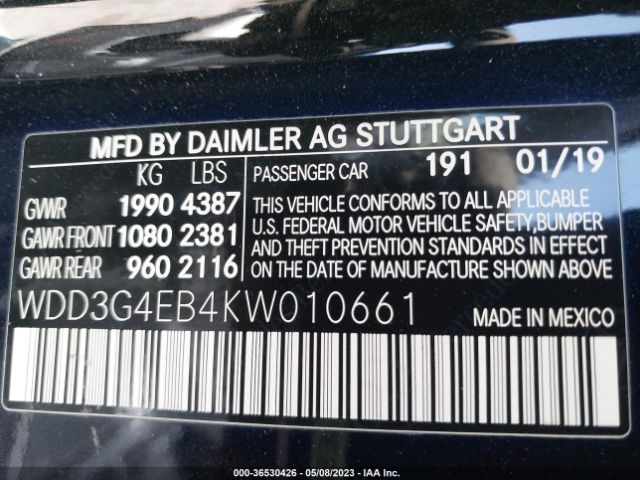 MFD BY DAIMLER AG STUTTGART
KG LBS
GVWR 1990 4387
GAWR FRONT 1080 2381
GAWR REAR 960 2116
PASSENGER CAR 191 01/19
THIS VEHICLE CONFORMS TO ALL APPLICABLE
U.S. FEDERAL MOTOR VEHICLE SAFETY,BUMPER
AND THEFT PREVENTION STANDARDS IN EFFECT
ON THE DATE OF MANUFACTURE SHOWN ABOVE
WDD3G4EB4KW010661 MADE IN MEXICO
000-36530426 - 05/08/2023 - IAA Inc.